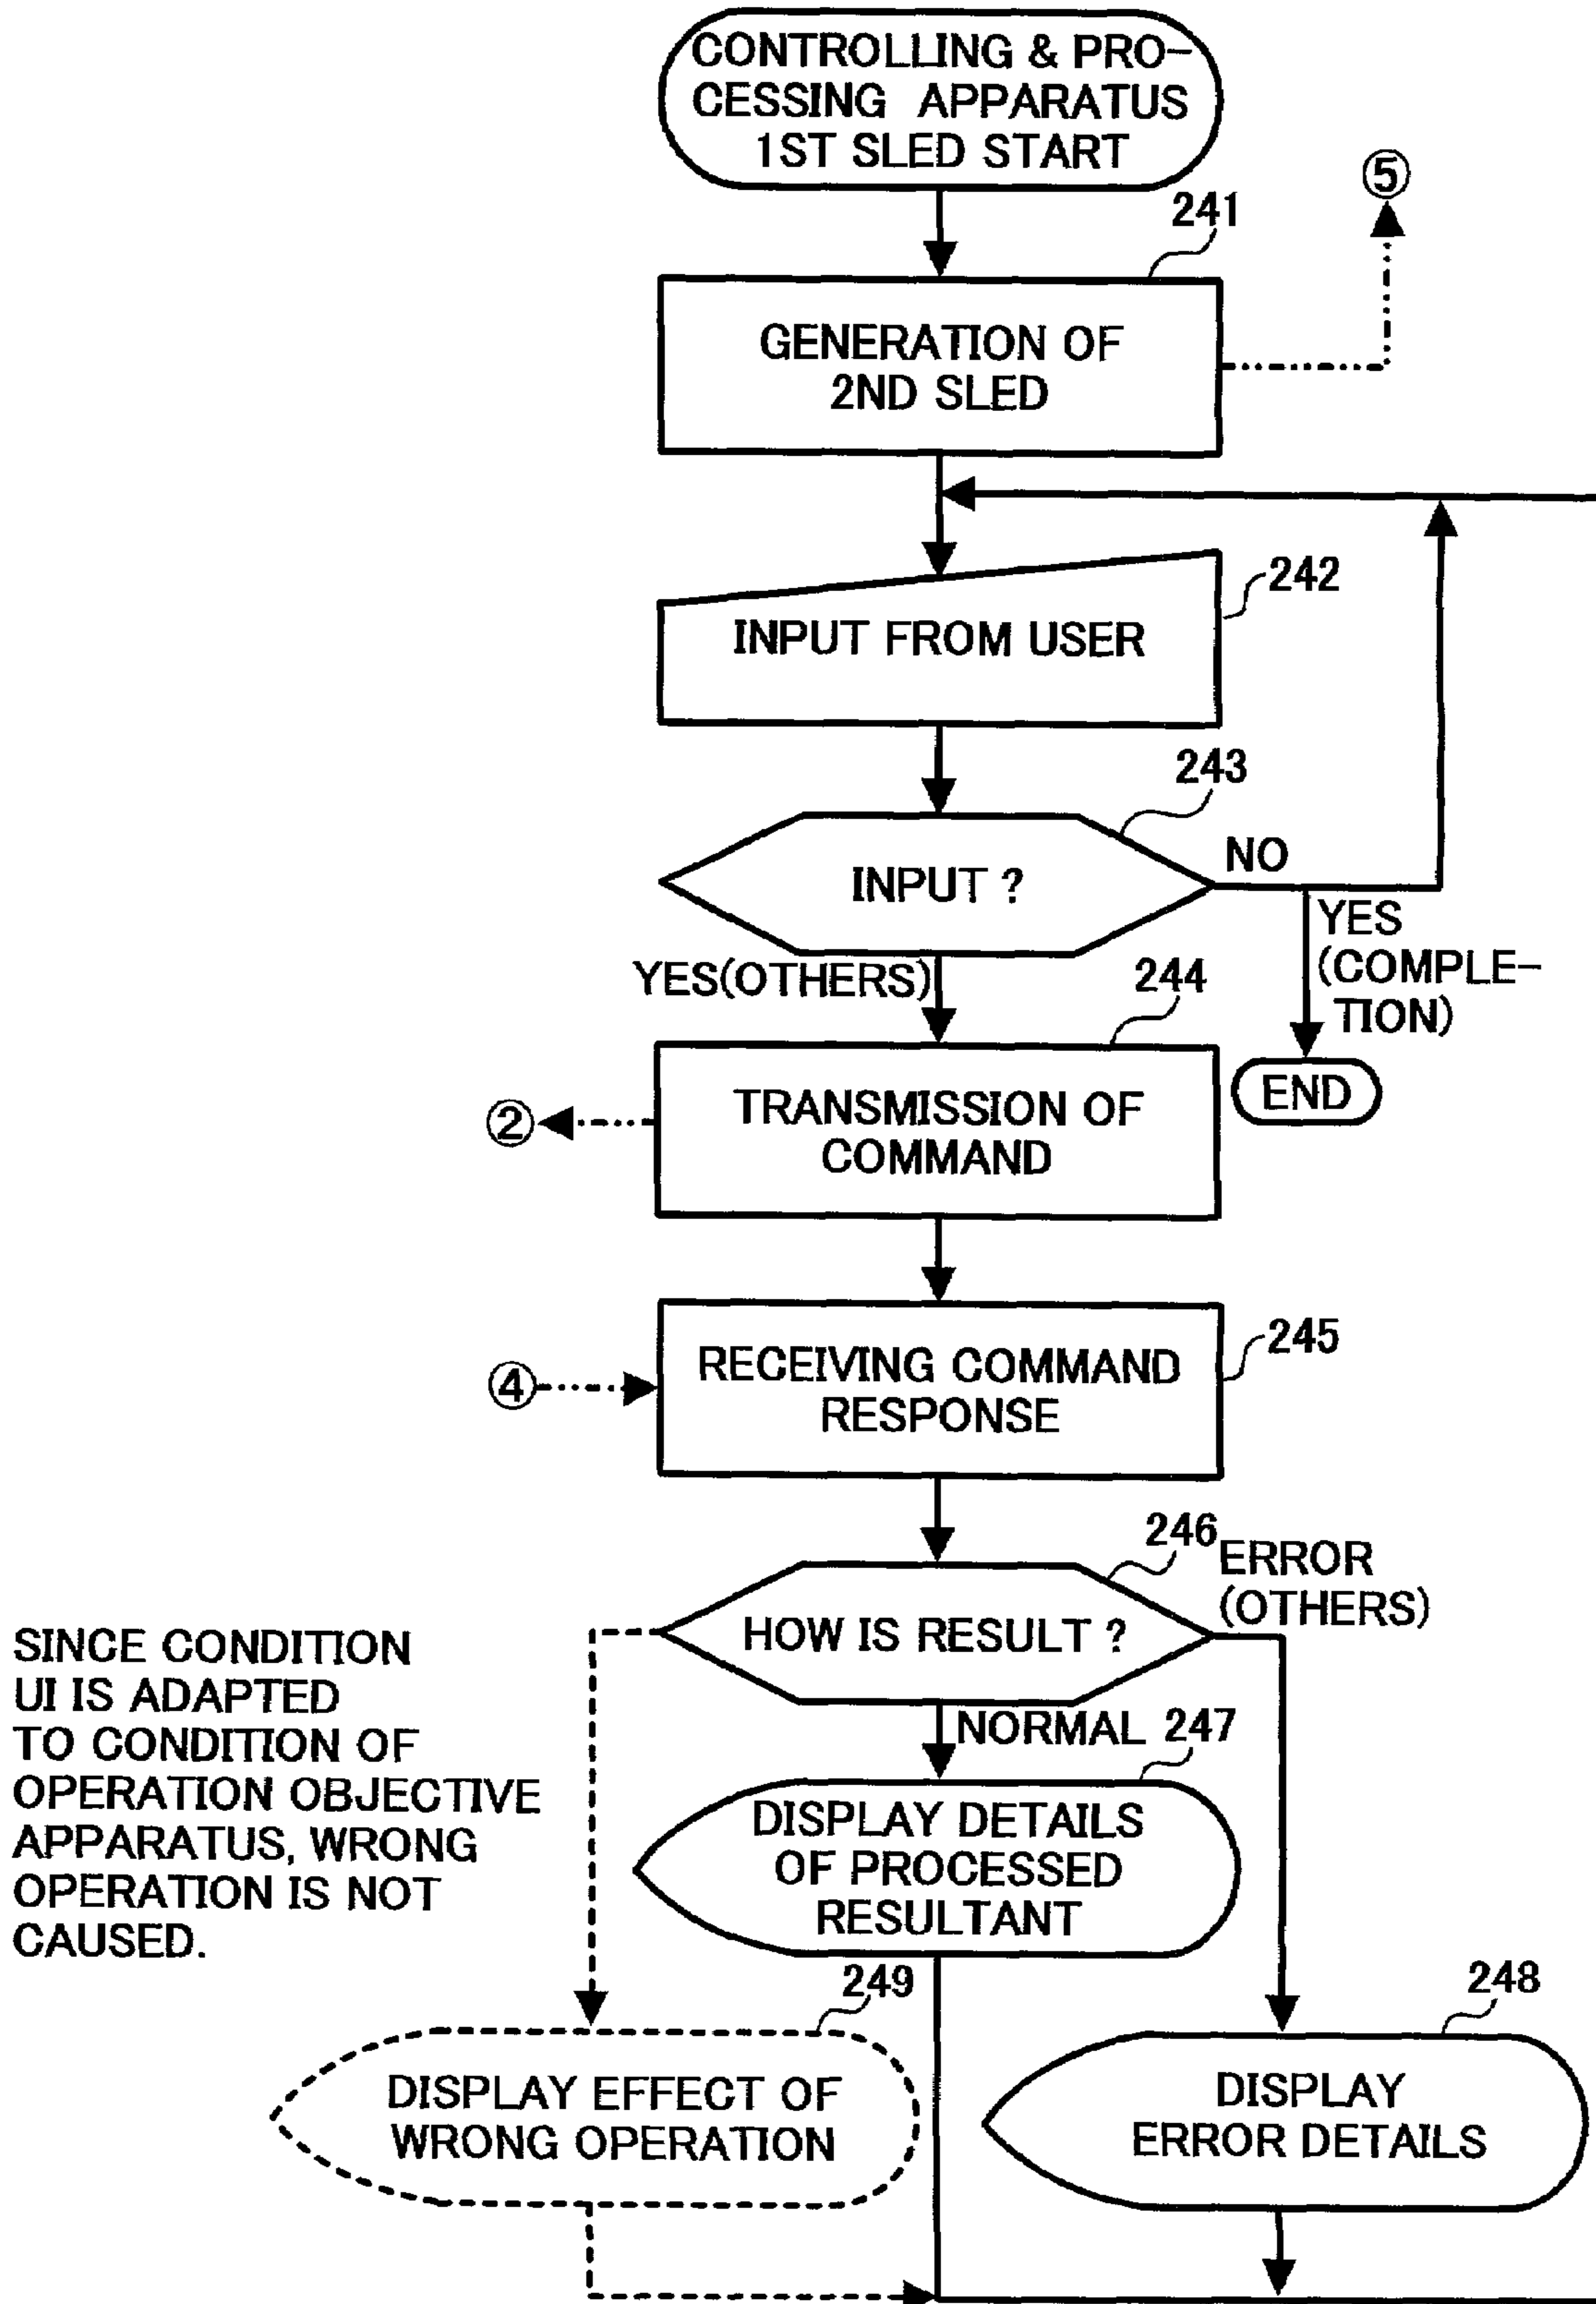 CONTROLLING & PRO-
CESSING APPARATUS
1ST SLED START
⑤
241
GENERATION OF
2ND SLED
242
INPUT FROM USER
243
INPUT ?
NO
YES
(COMPLE-
TION)
END
YES(OTHERS)
244
TRANSMISSION OF
COMMAND
②
245
RECEIVING COMMAND
RESPONSE
④
246
ERROR
(OTHERS)
HOW IS RESULT ?
SINCE CONDITION
UI IS ADAPTED
TO CONDITION OF
OPERATION OBJECTIVE
APPARATUS, WRONG
OPERATION IS NOT
CAUSED.
NORMAL
247
DISPLAY DETAILS
OF PROCESSED
RESULTANT
249
DISPLAY EFFECT OF
WRONG OPERATION
248
DISPLAY
ERROR DETAILS